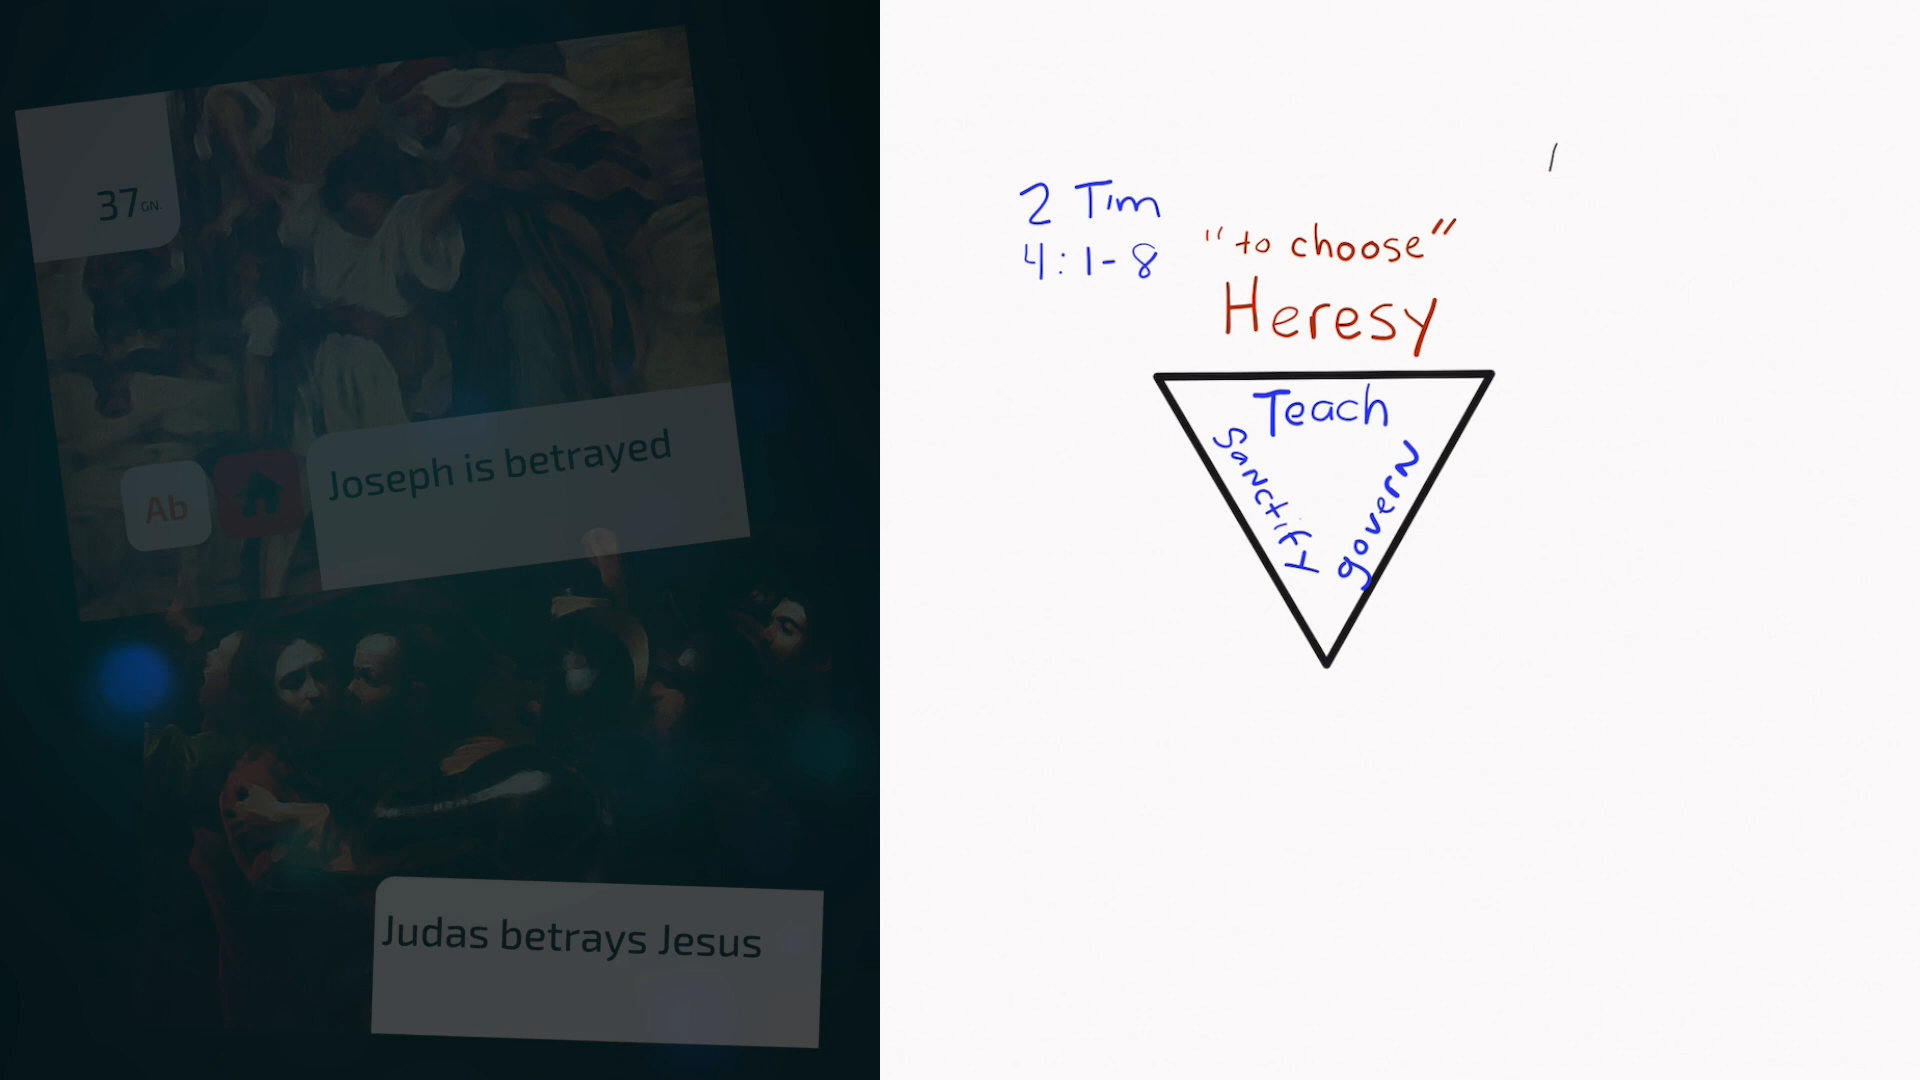 37 GN.
Ab
Joseph is betrayed
Judas betrays Jesus
2 Tim
4:1-8
"to choose"
Heresy
Teach
Sanctify
govern